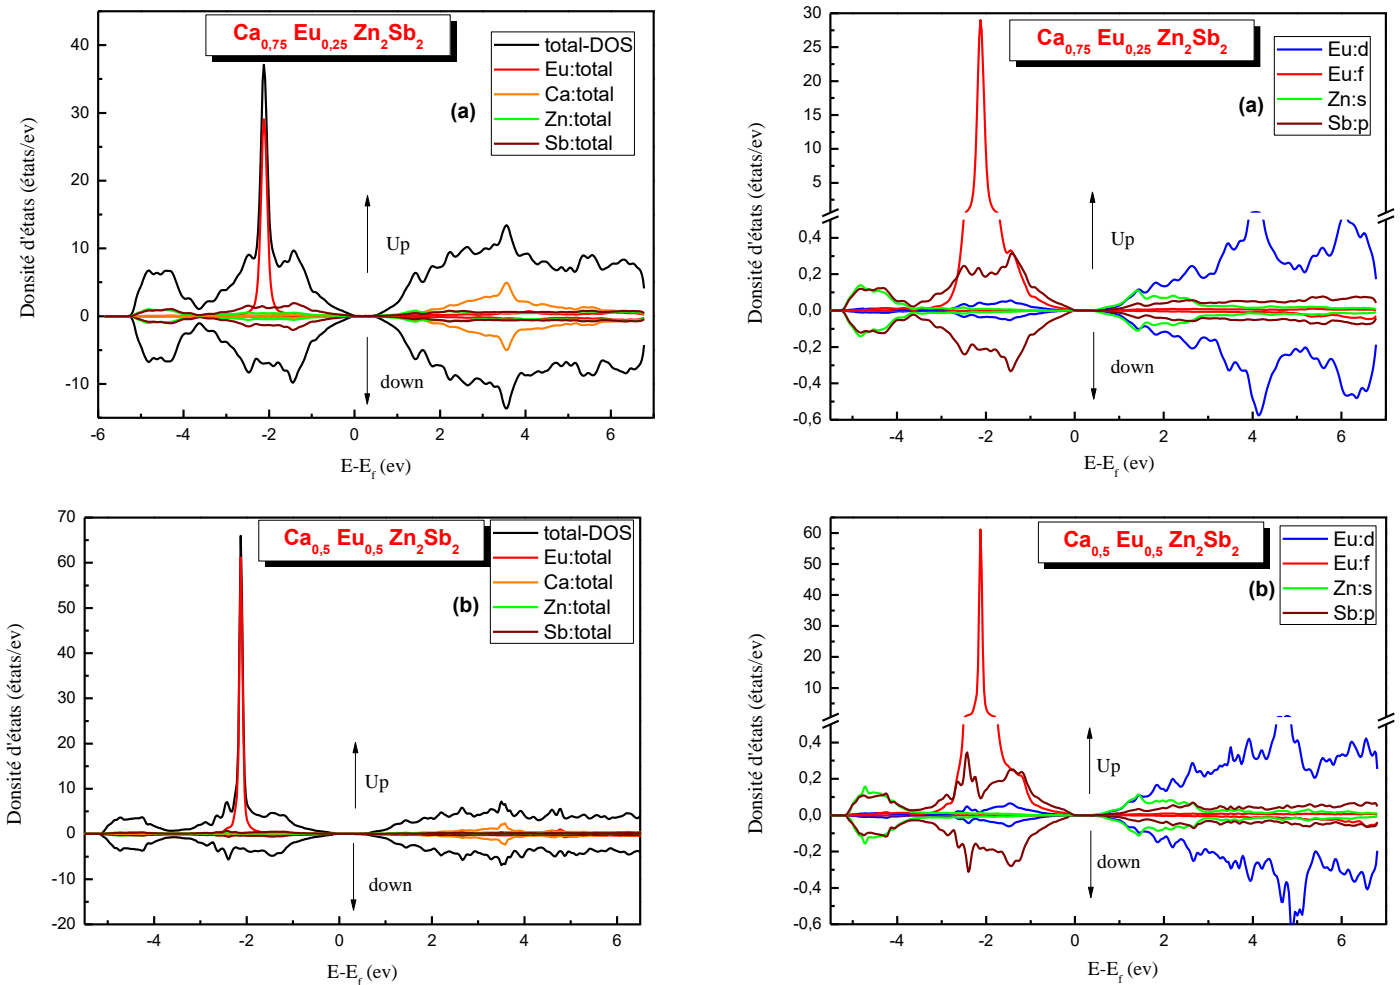 Ca0,75 Eu0,25 Zn2Sb2
total-DOS
Eu:total
Ca:total
Zn:total
Sb:total
(a)
Up
down
40
30
20
10
0
-10
-6 -4 -2 0 2 4 6
Donsité d'états (états/ev)
E-Ef (ev)
Ca0,75 Eu0,25 Zn2Sb2
Eu:d
Eu:f
Zn:s
Sb:p
(a)
Up
down
30
25
20
15
10
5
0,4
0,2
0,0
-0,2
-0,4
-0,6
-4 -2 0 2 4 6
Donsité d'états (états/ev)
E-Ef (ev)
Ca0,5 Eu0,5 Zn2Sb2
total-DOS
Eu:total
Ca:total
Zn:total
Sb:total
(b)
Up
down
70
60
50
40
30
20
10
0
-10
-20
-4 -2 0 2 4 6
Donsité d'états (états/ev)
E-Ef (ev)
Ca0,5 Eu0,5 Zn2Sb2
Eu:d
Eu:f
Zn:s
Sb:p
(b)
Up
down
60
50
40
30
20
10
0,4
0,2
0,0
-0,2
-0,4
-0,6
-4 -2 0 2 4 6
Donsité d'états (états/ev)
E-Ef (ev)